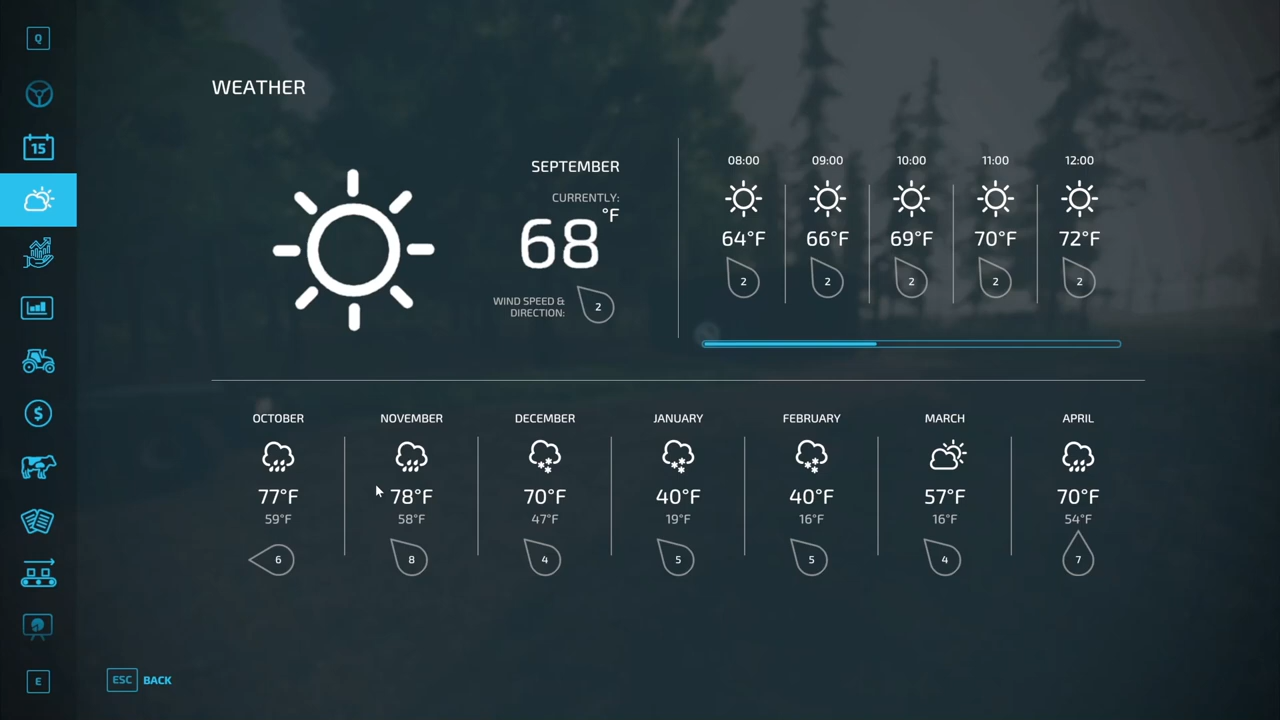 Q
15
E
WEATHER
SEPTEMBER
CURRENTLY:
68 °F
WIND SPEED &
DIRECTION:
2
08:00 09:00 10:00 11:00 12:00
64°F 66°F 69°F 70°F 72°F
2 2 2 2 2
OCTOBER NOVEMBER DECEMBER JANUARY FEBRUARY MARCH APRIL
77°F 78°F 70°F 40°F 40°F 57°F 70°F
59°F 58°F 47°F 19°F 16°F 16°F 54°F
6 8 4 5 5 4 7
ESC BACK